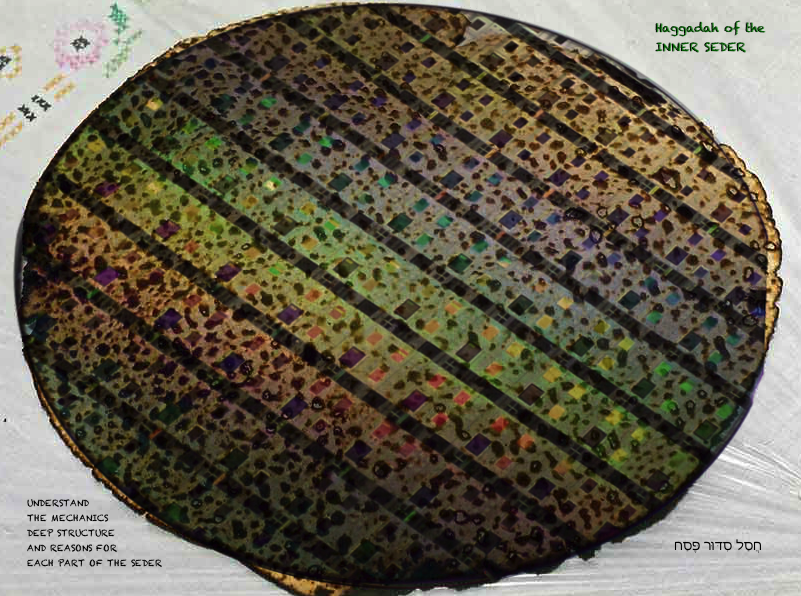 Haggadah of the
INNER SEDER
UNDERSTAND
THE MECHANICS
DEEP STRUCTURE
AND REASONS FOR
EACH PART OF THE SEDER
חסל סדור פסח